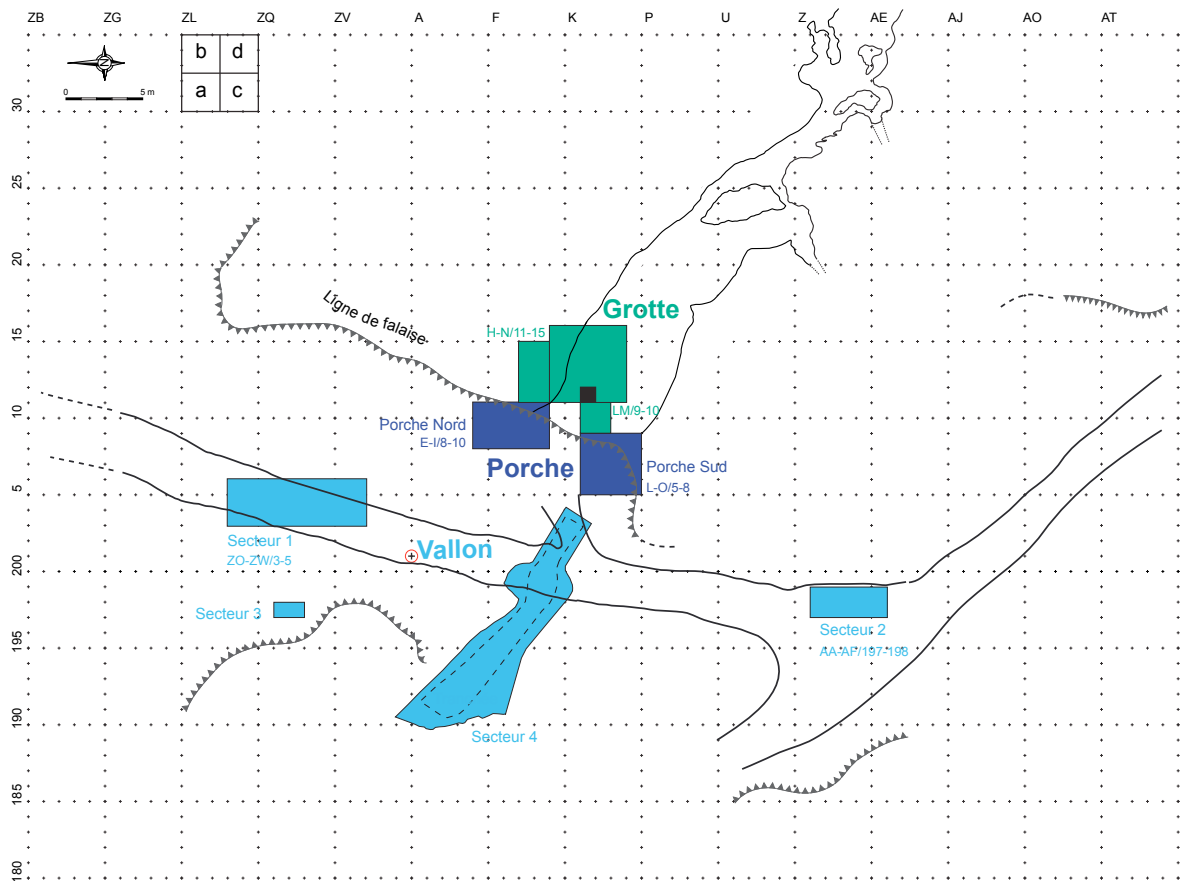 ZB ZG ZL ZQ ZV A F K P U Z AE AJ AO AT
b d
N
a c
0 5 m
30
25
20
Ligne de falaise
Grotte
15
H-N/11-15
10
LM/9-10
Porche Nord
E-I/8-10
Porche
Porche Sud
L-O/5-8
5
Secteur 1
ZO-ZW/3-5
Vallon
200
Secteur 3
Secteur 2
AA-AF/197-198
195
190
Secteur 4
185
180